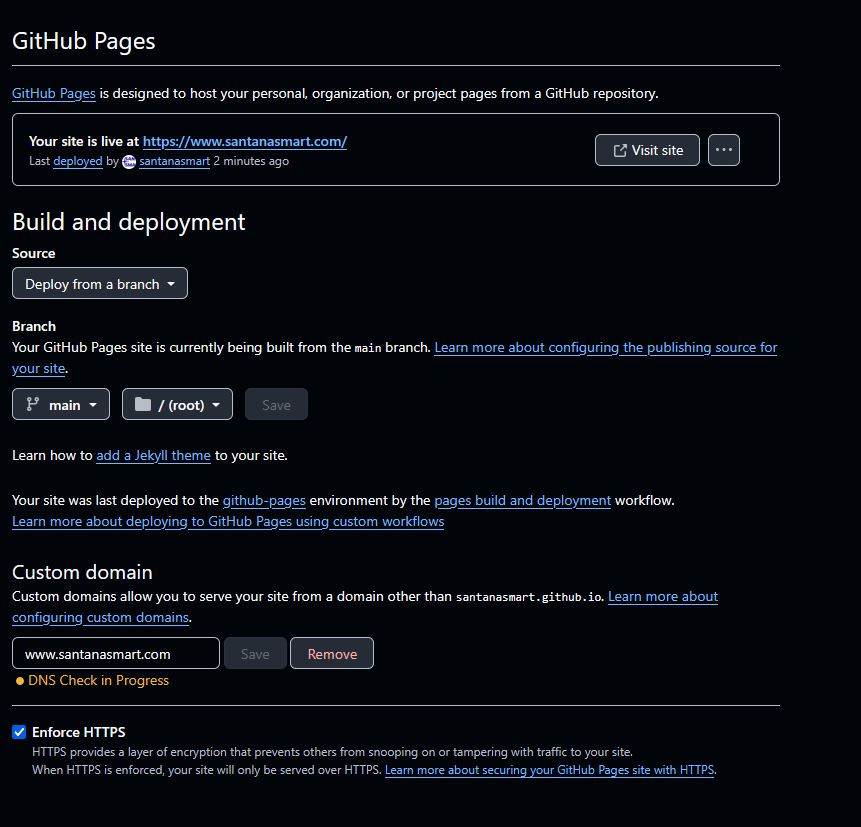 GitHub Pages
GitHub Pages is designed to host your personal, organization, or project pages from a GitHub repository.
Your site is live at https://www.santanasmart.com/
Last deployed by santanasmart 2 minutes ago
Visit site
Build and deployment
Source
Deploy from a branch
Branch
Your GitHub Pages site is currently being built from the main branch. Learn more about configuring the publishing source for
your site.
main / (root) Save
Learn how to add a Jekyll theme to your site.
Your site was last deployed to the github-pages environment by the pages build and deployment workflow.
Learn more about deploying to GitHub Pages using custom workflows
Custom domain
Custom domains allow you to serve your site from a domain other than santanasmart.github.io. Learn more about
configuring custom domains.
www.santanasmart.com Save Remove
DNS Check in Progress
Enforce HTTPS
HTTPS provides a layer of encryption that prevents others from snooping on or tampering with traffic to your site.
When HTTPS is enforced, your site will only be served over HTTPS. Learn more about securing your GitHub Pages site with HTTPS.